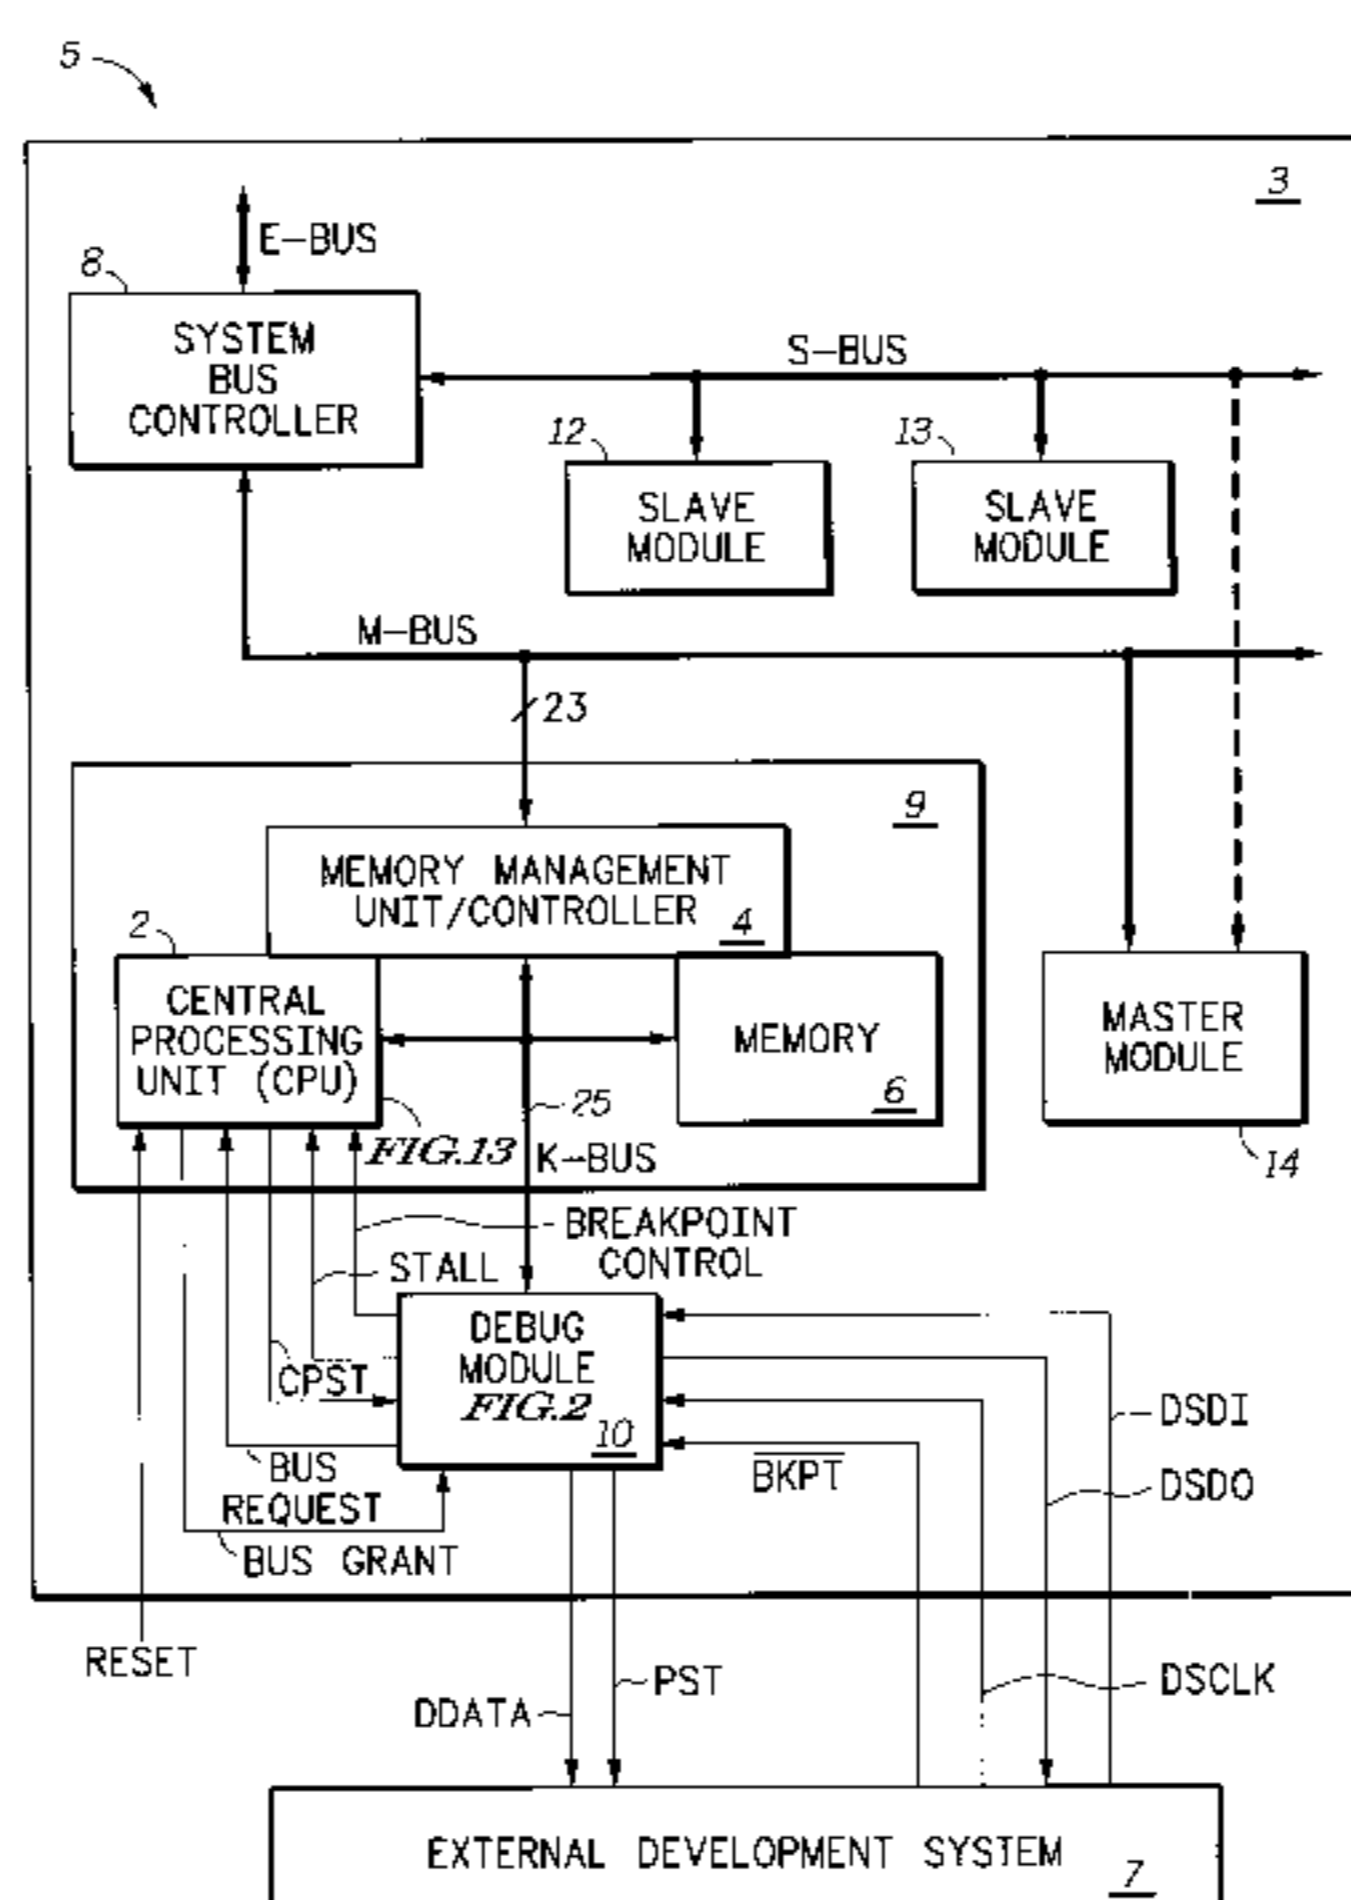 5
3
E-BUS
8
SYSTEM
BUS
CONTROLLER
S-BUS
12
SLAVE
MODULE
13
SLAVE
MODULE
M-BUS
23
9
MEMORY MANAGEMENT
UNIT/CONTROLLER
4
2
CENTRAL
PROCESSING
UNIT (CPU)
MEMORY
6
MASTER
MODULE
14
25
FIG.13
K-BUS
BREAKPOINT
CONTROL
STALL
DEBUG
MODULE
FIG.2
10
CPST
BUS
REQUEST
BUS GRANT
BKPT
DSDI
DSDO
RESET
DDATA
PST
DSCLK
EXTERNAL DEVELOPMENT SYSTEM
7